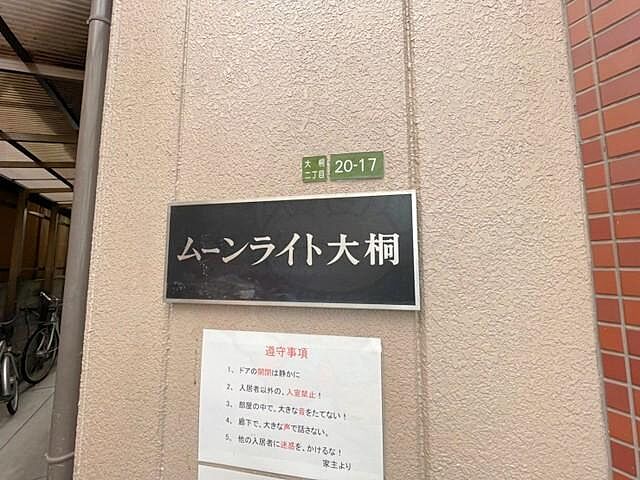 大桐
二丁目
20-17
ムーンライト大桐
遵守事項
1、ドアの開閉は静かに
2、入居者以外の、入室禁止！
3、部屋の中で、大きな音をたてない！
4、廊下で、大きな声で話さない。
5、他の入居者に迷惑を、かけるな！
家主より